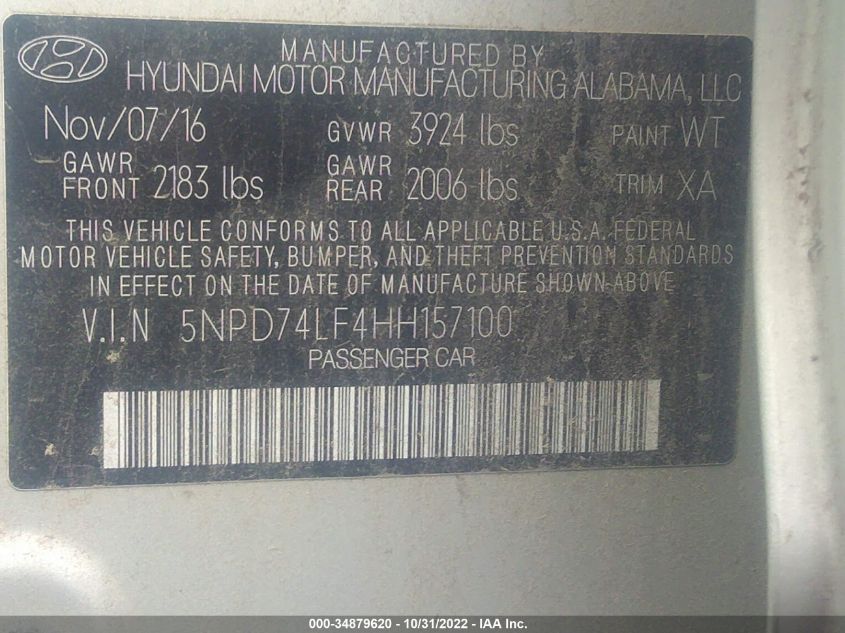 MANUFACTURED BY
HYUNDAI MOTOR MANUFACTURING ALABAMA, LLC
Nov/07/16 GVWR 3924 lbs PAINT WT
GAWR FRONT 2183 lbs GAWR REAR 2006 lbs TRIM XA
THIS VEHICLE CONFORMS TO ALL APPLICABLE U.S.A. FEDERAL
MOTOR VEHICLE SAFETY, BUMPER, AND THEFT PREVENTION STANDARDS
IN EFFECT ON THE DATE OF MANUFACTURE SHOWN ABOVE
V.I.N 5NPD74LF4HH157100
PASSENGER CAR
000-34879620 - 10/31/2022 - IAA Inc.